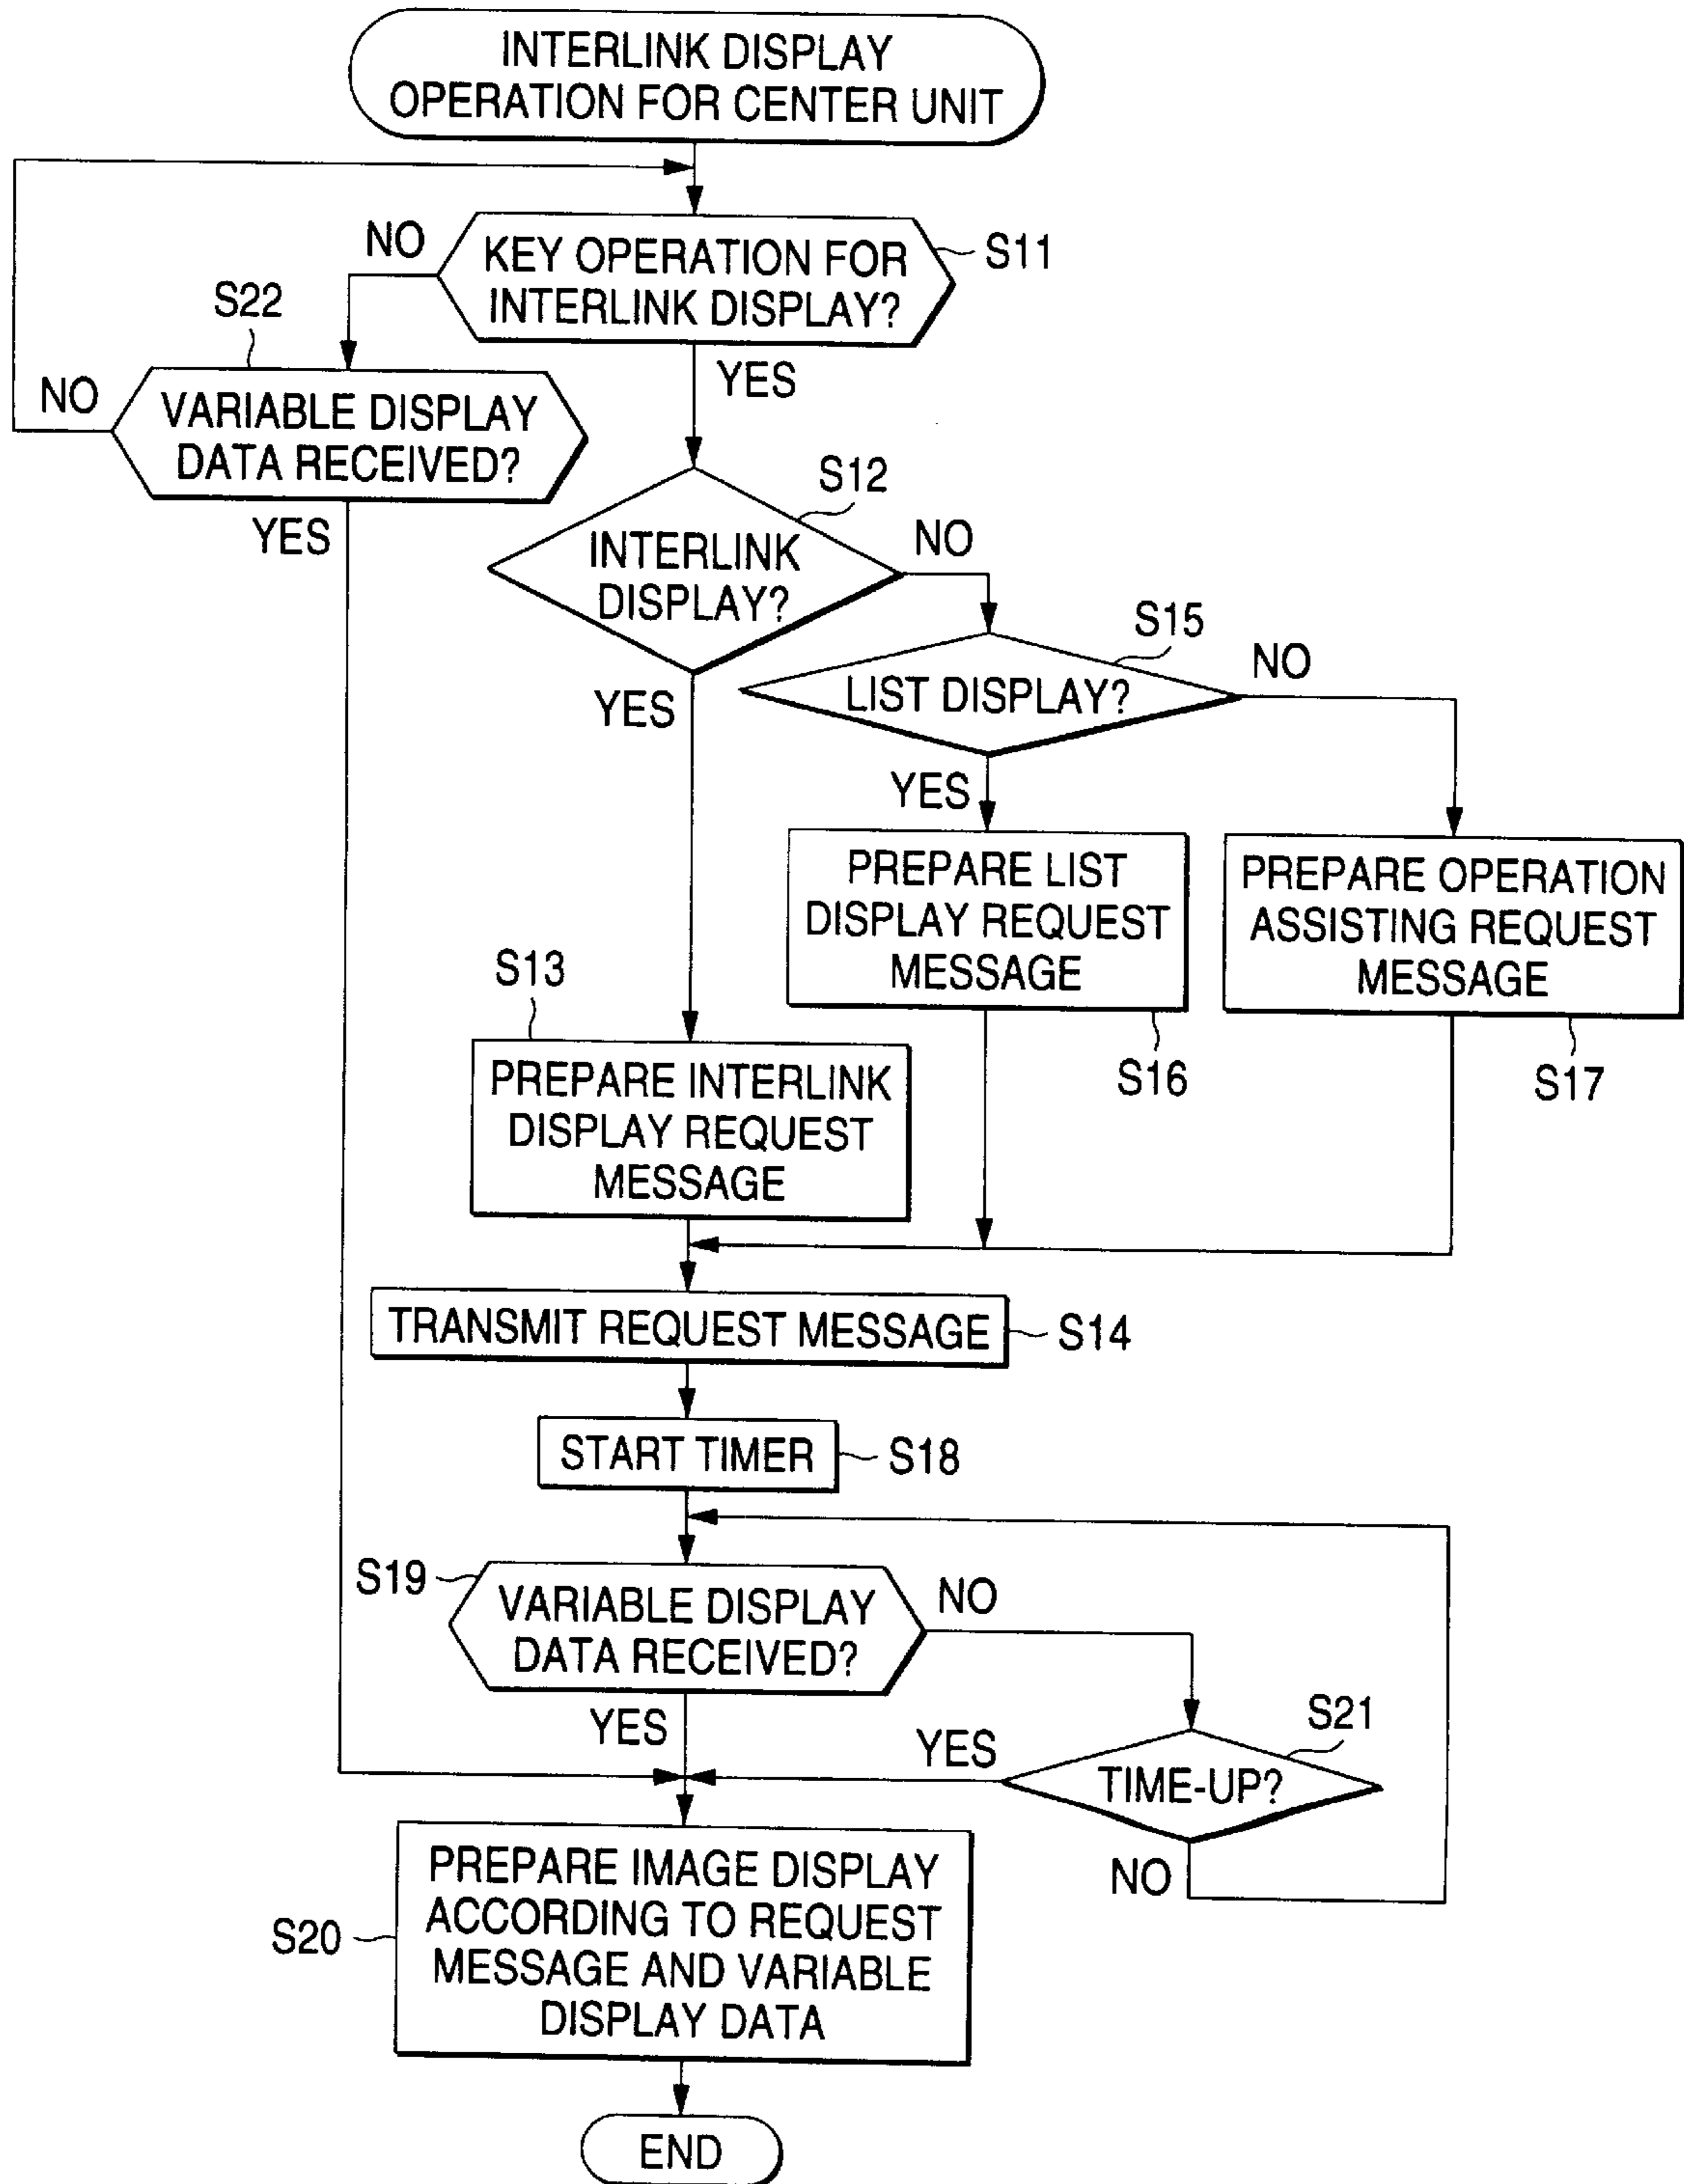 INTERLINK DISPLAY
OPERATION FOR CENTER UNIT
NO
KEY OPERATION FOR
INTERLINK DISPLAY?
S11
S22
YES
NO
VARIABLE DISPLAY
DATA RECEIVED?
YES
S12
INTERLINK
DISPLAY?
NO
S15
YES
LIST DISPLAY?
NO
YES
PREPARE LIST
DISPLAY REQUEST
MESSAGE
S16
PREPARE OPERATION
ASSISTING REQUEST
MESSAGE
S17
S13
PREPARE INTERLINK
DISPLAY REQUEST
MESSAGE
TRANSMIT REQUEST MESSAGE
S14
START TIMER
S18
S19
VARIABLE DISPLAY
DATA RECEIVED?
NO
YES
YES
S21
TIME-UP?
NO
S20
PREPARE IMAGE DISPLAY
ACCORDING TO REQUEST
MESSAGE AND VARIABLE
DISPLAY DATA
END